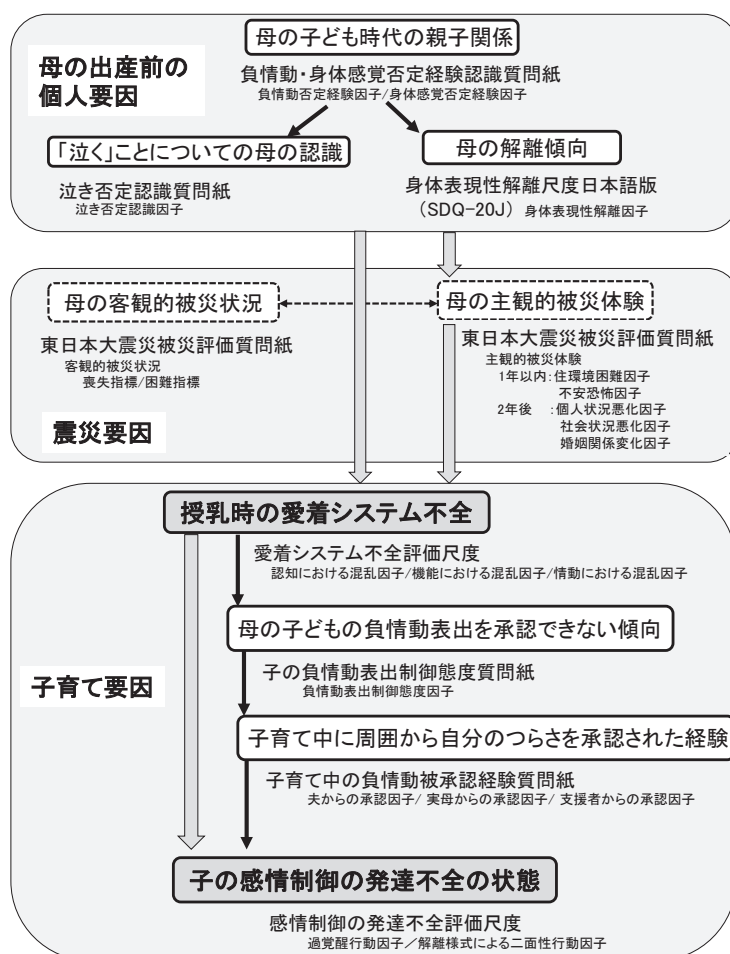 母の出産前の
個人要因
母の子ども時代の親子関係
負情動・身体感覚否定経験認識質問紙
負情動否定経験因子/身体感覚否定経験因子
「泣く」ことについての母の認識
泣き否定認識質問紙
泣き否定認識因子
母の解離傾向
身体表現性解離尺度日本語版
(SDQ-20J) 身体表現性解離因子
母の客観的被災状況
東日本大震災被災評価質問紙
客観的被災状況
喪失指標/困難指標
母の主観的被災体験
東日本大震災被災評価質問紙
主観的被災体験
1年以内:住環境困難因子
不安恐怖因子
2年後 :個人状況悪化因子
社会状況悪化因子
婚姻関係変化因子
震災要因
授乳時の愛着システム不全
愛着システム不全評価尺度
認知における混乱因子/機能における混乱因子/情動における混乱因子
母の子どもの負情動表出を承認できない傾向
子育て要因
子の負情動表出制御態度質問紙
負情動表出制御態度因子
子育て中に周囲から自分のつらさを承認された経験
子育て中の負情動被承認経験質問紙
夫からの承認因子/ 実母からの承認因子/ 支援者からの承認因子
子の感情制御の発達不全の状態
感情制御の発達不全評価尺度
過覚醒行動因子/解離様式による二面性行動因子